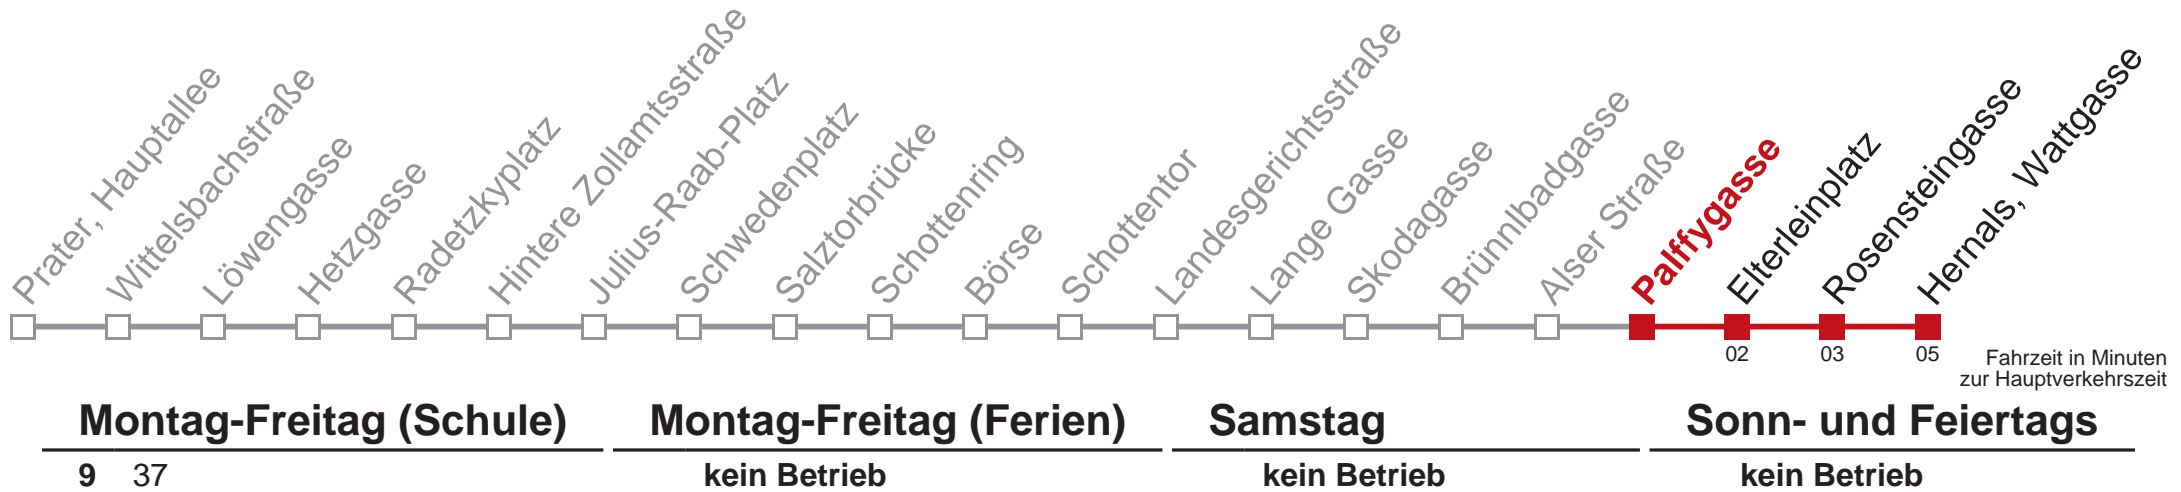 Prater, Hauptallee
Wittelsbachstraße
Löwengasse
Hetzgasse
Radetzkyplatz
Hintere Zollamtsstraße
Julius-Raab-Platz
Schwedenplatz
Salztorbrücke
Schottenring
Börse
Schottentor
Landesgerichtsstraße
Lange Gasse
Skodagasse
Brünnlbadgasse
Alser Straße
Palffygasse
Elterleinplatz
Rosensteingasse
Hernals, Wattgasse
02 03 05
Fahrzeit in Minuten
zur Hauptverkehrszeit
Montag-Freitag (Schule) Montag-Freitag (Ferien) Samstag Sonn- und Feiertags
9 37 kein Betrieb kein Betrieb kein Betrieb